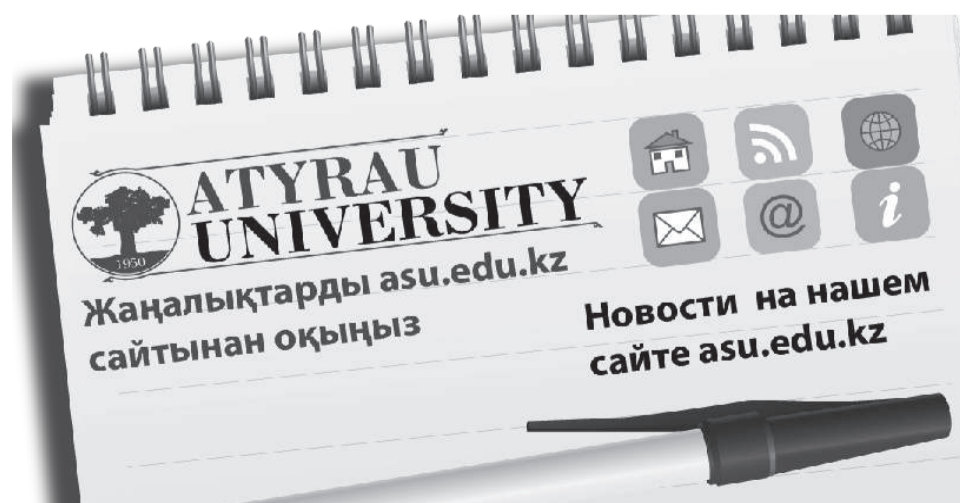 ATYRAU
UNIVERSITY
1950
Жаңалықтарды asu.edu.kz
сайтынан оқыңыз
@
i
Новости на нашем
сайте asu.edu.kz